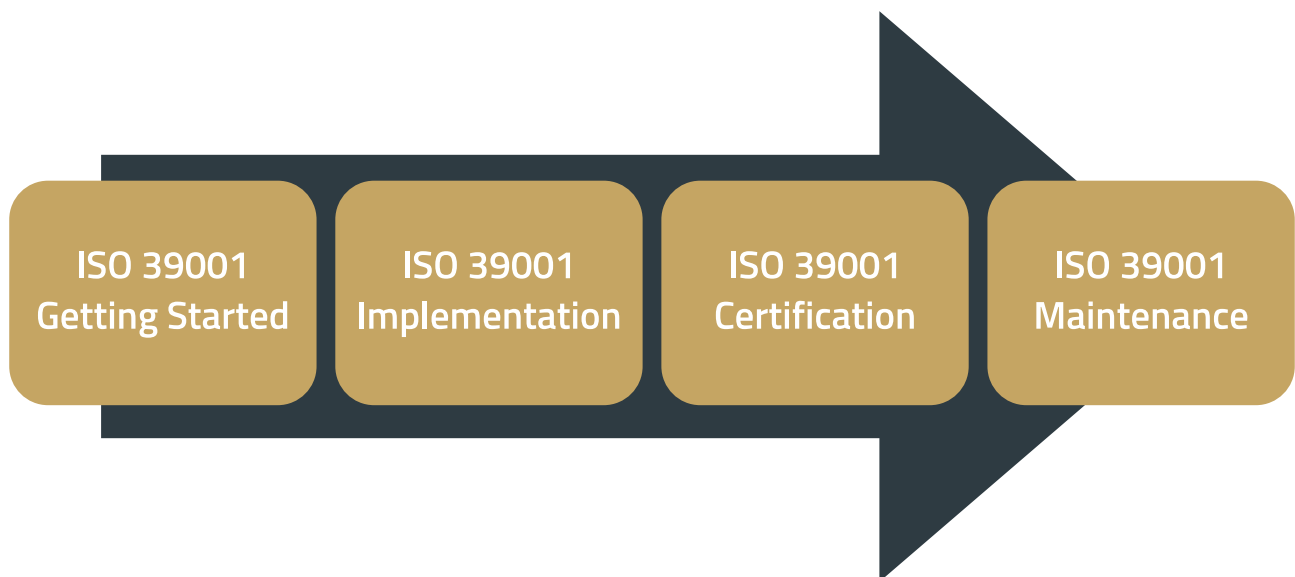 ISO 39001
Getting Started
ISO 39001
Implementation
ISO 39001
Certification
ISO 39001
Maintenance